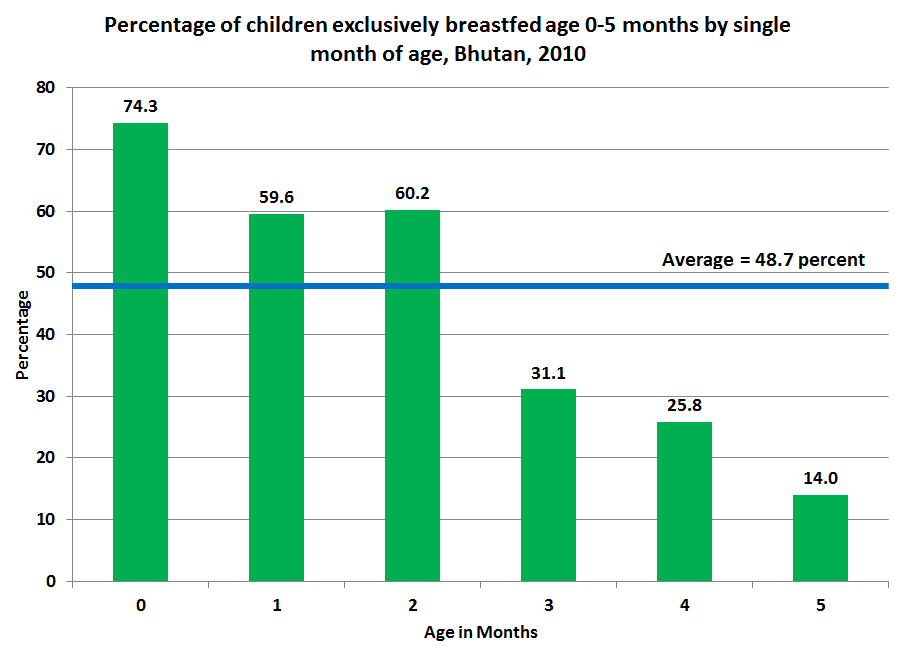 Percentage of children exclusively breastfed age 0-5 months by single
month of age, Bhutan, 2010
80
70
60
50
40
30
20
10
0
Percentage
74.3
59.6
60.2
31.1
25.8
14.0
Average = 48.7 percent
0 1 2 3 4 5
Age in Months